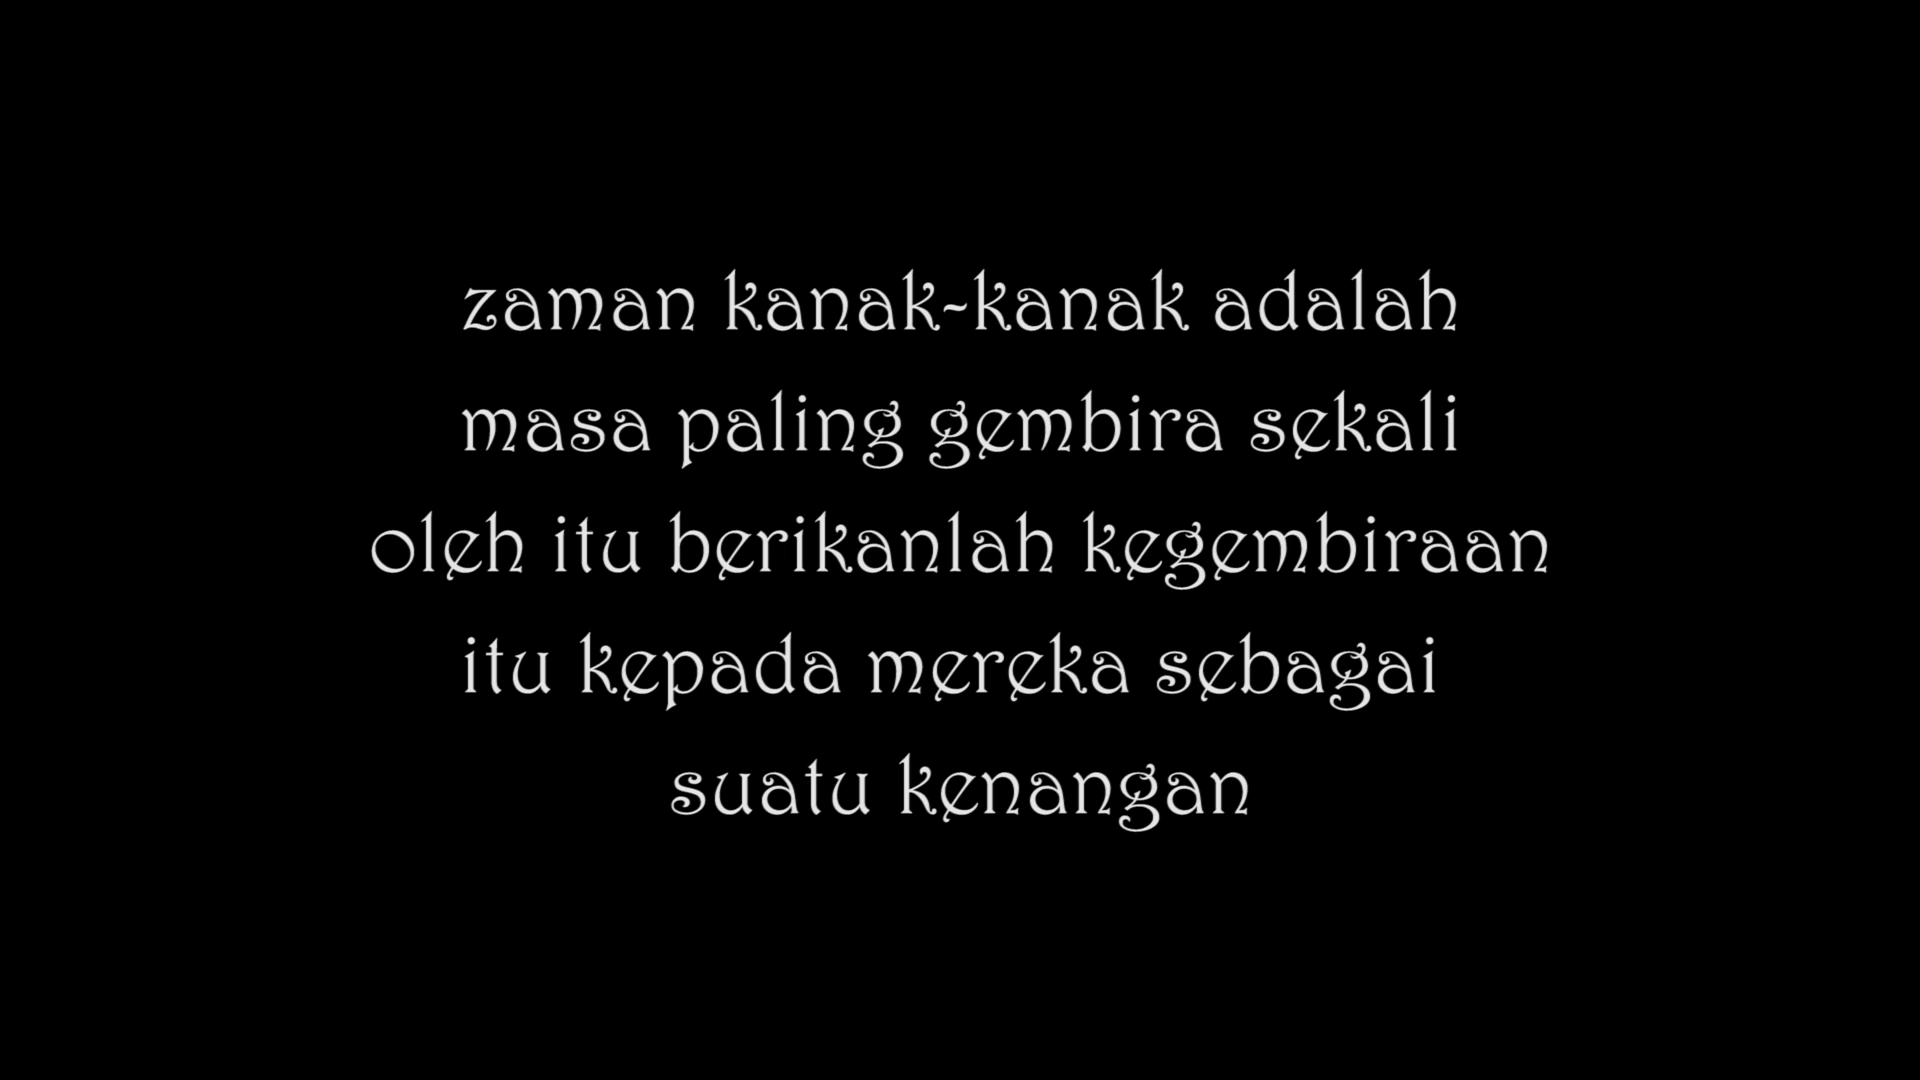 zaman kanak-kanak adalah
masa paling gembira sekali
oleh itu berikanlah kegembiraan
itu kepada mereka sebagai
suatu kenangan